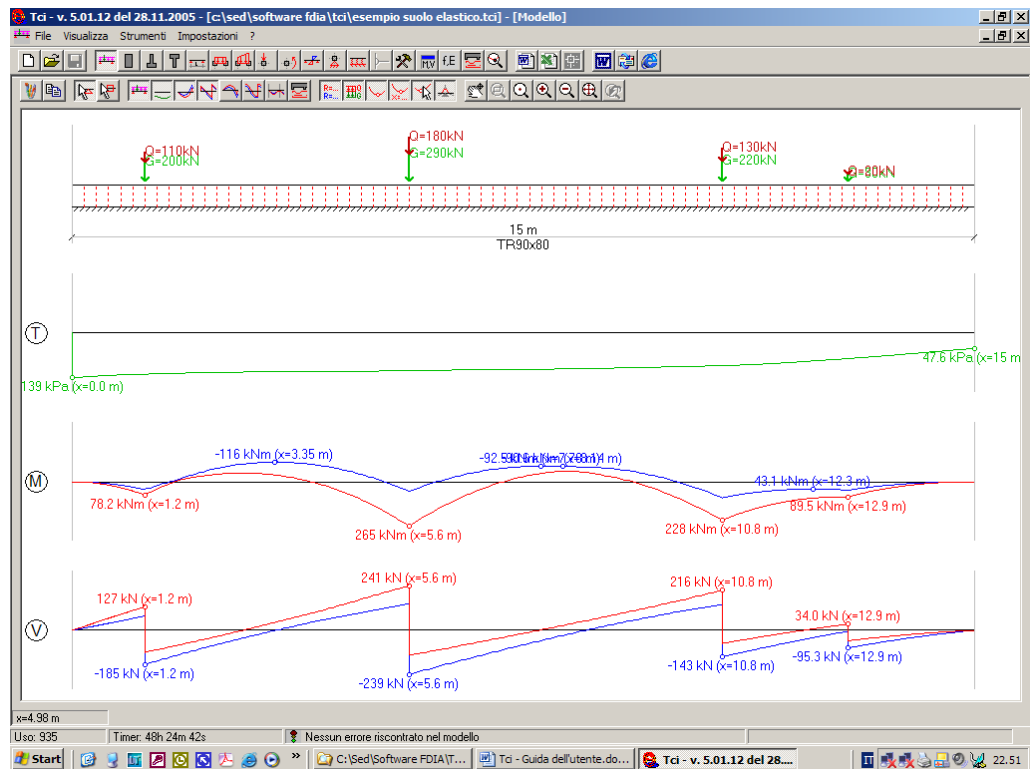 Tci - v. 5.01.12 del 28.11.2005 - [c:\sed\software fdia\tci\esempio suolo elastico.tci] - [Modello]
File Visualizza Strumenti Impostazioni ?
Q=110kN
G=200kN
Q=180kN
G=290kN
Q=130kN
G=220kN
15 m
TR90x80
T
139 kPa (x=0.0 m)
47.6 kPa (x=15 m
M
-116 kNm (x=3.35 m)
78.2 kNm (x=1.2 m)
265 kNm (x=5.6 m)
228 kNm (x=10.8 m)
43.1 kNm (x=12.3 m)
89.5 kNm (x=12.9 m)
V
127 kN (x=1.2 m)
-185 kN (x=1.2 m)
241 kN (x=5.6 m)
-239 kN (x=5.6 m)
216 kN (x=10.8 m)
-143 kN (x=10.8 m)
34.0 kN (x=12.9 m)
-95.3 kN (x=12.9 m)
x=4.98 m
Uso: 935 Timer: 48h 24m 42s Nessun errore riscontrato nel modello
Start C:\Sed\Software FDIA\T... Tci - Guida dell'utente.do... Tci - v. 5.01.12 del 28.... 22.51